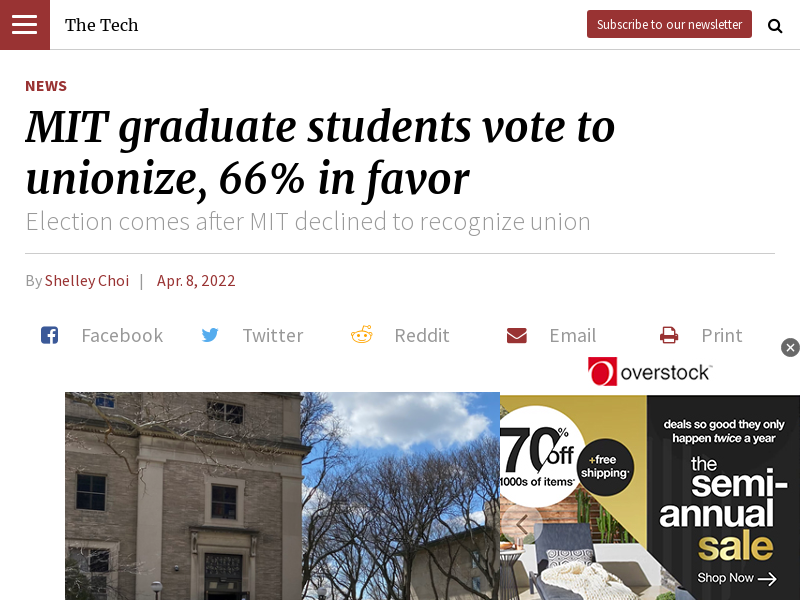 The Tech
Subscribe to our newsletter
NEWS
MIT graduate students vote to
unionize, 66% in favor
Election comes after MIT declined to recognize union
By Shelley Choi | Apr. 8, 2022
Facebook Twitter Reddit Email Print
overstock™
70% off
1000s of items*
+free
shipping*
deals so good they only
happen twice a year
the
semi-
annual
sale
Shop Now